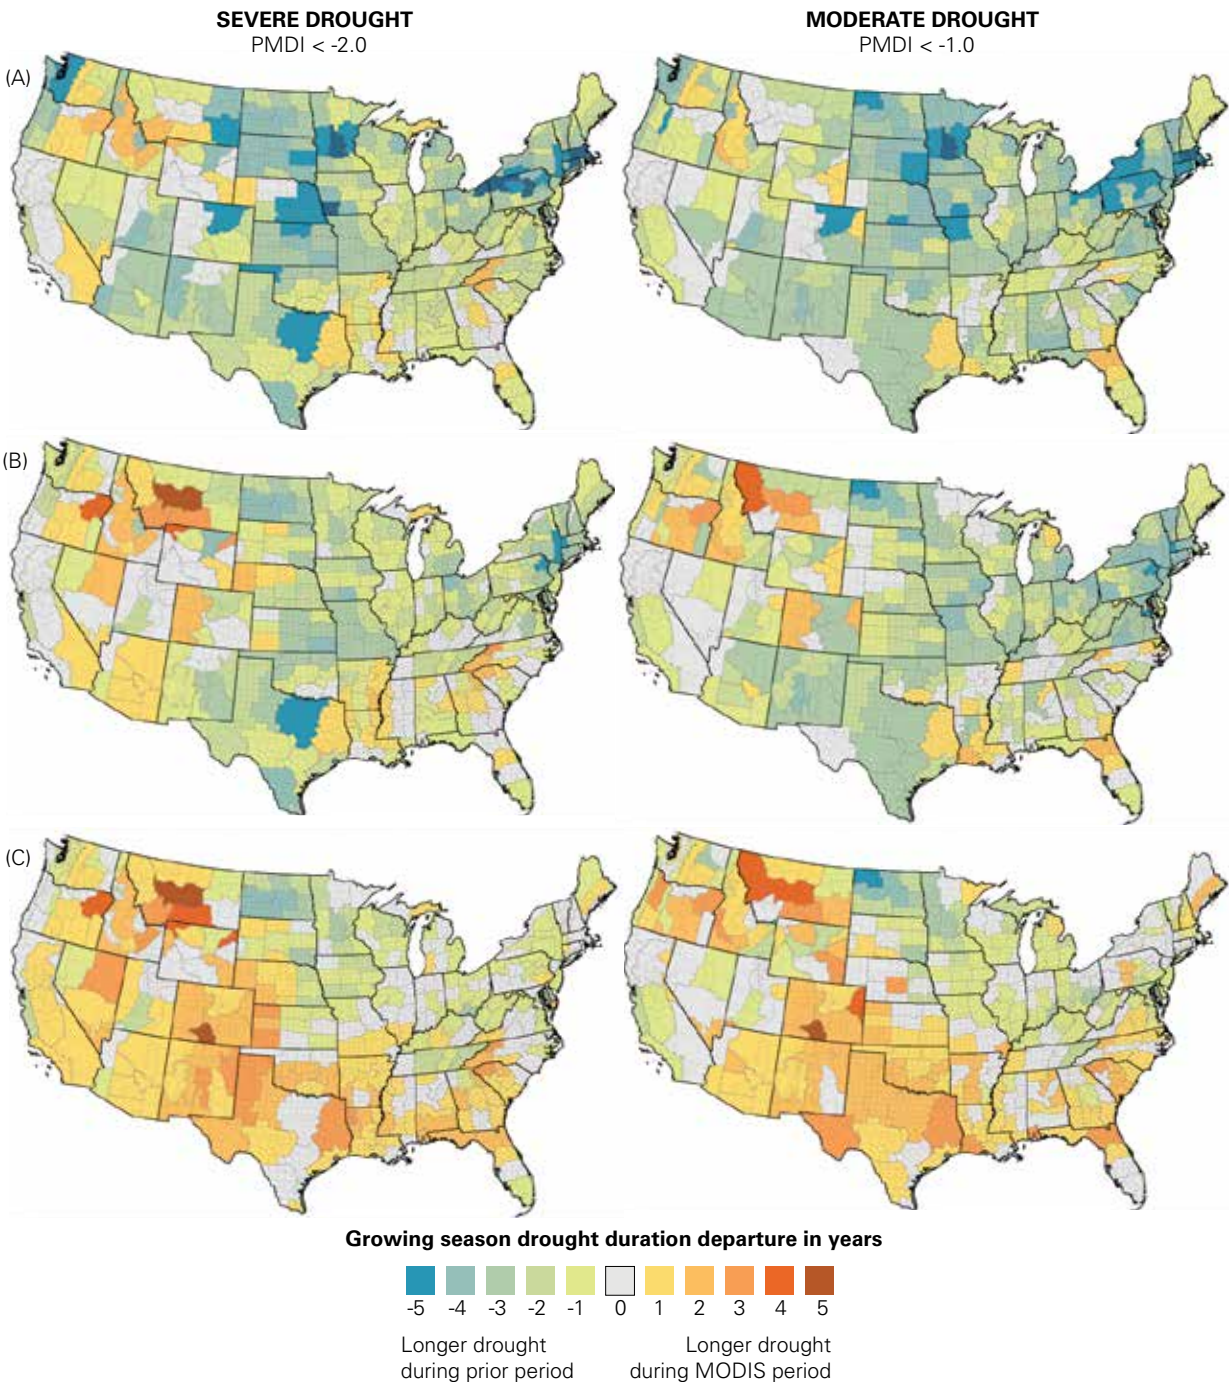 SEVERE DROUGHT
PMDI < -2.0
MODERATE DROUGHT
PMDI < -1.0
(A)
(B)
(C)
Growing season drought duration departure in years
-5 -4 -3 -2 -1 0 1 2 3 4 5
Longer drought
during prior period
Longer drought
during MODIS period